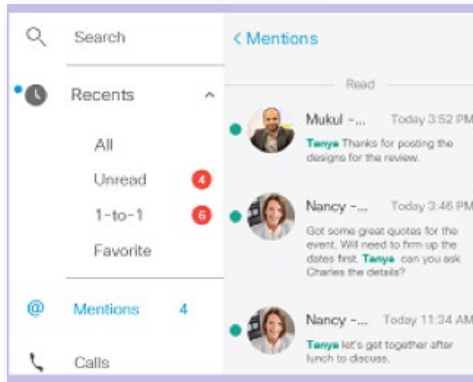 Search
Recents
All
Unread 4
1-to-1 6
Favorite
@ Mentions 4
Calls
< Mentions
Read
Mukul -... Today 3:52 PM
Tanya Thanks for posting the
designs for the review.
Nancy -... Today 3:46 PM
Got some great quotes for the
event. Will need to firm up the
dates first. Tanya can you ask
Charles the details?
Nancy -... Today 11:34 AM
Tanya let's get together after
lunch to discuss.